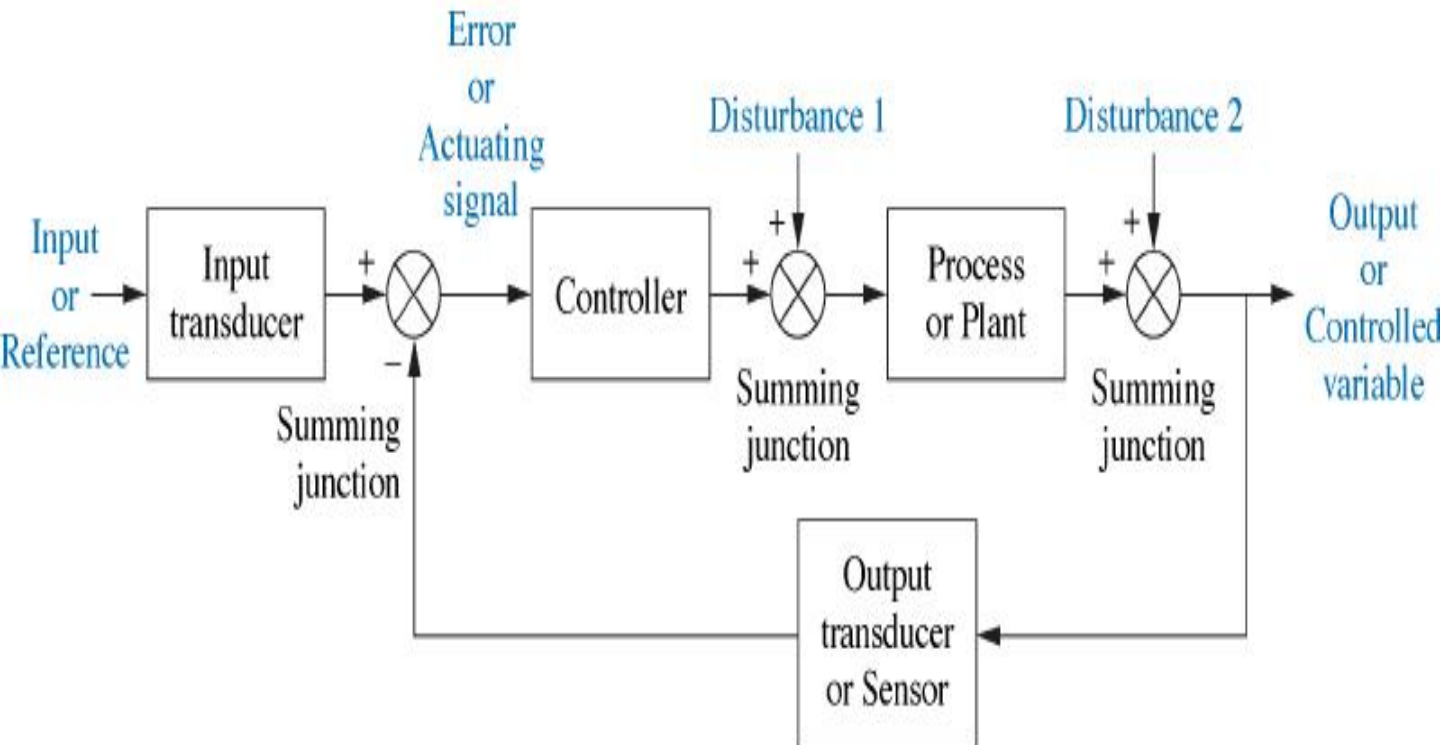 Error
or
Actuating
signal
Disturbance 1
Disturbance 2
Input
or
Reference
Input
transducer
+
−
Summing
junction
Controller
+
+
Summing
junction
Process
or Plant
+
+
Summing
junction
Output
or
Controlled
variable
Output
transducer
or Sensor